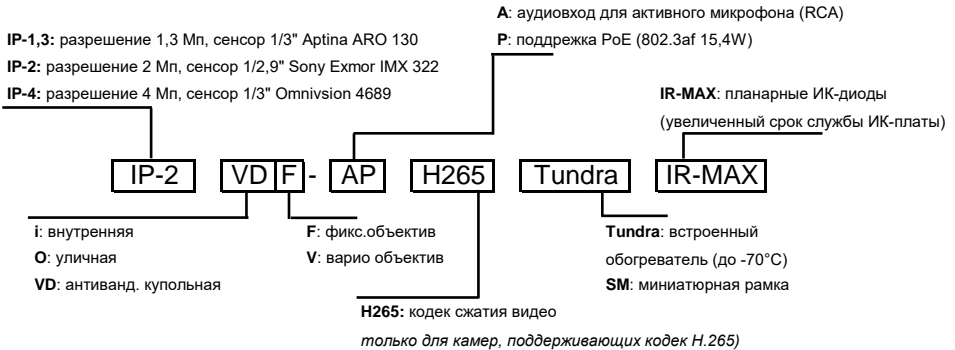 A: аудиовход для активного микрофона (RCA)
P: поддрежка PoE (802.3af 15,4W)
IP-1,3: разрешение 1,3 Мп, сенсор 1/3" Aptina ARO 130
IP-2: разрешение 2 Мп, сенсор 1/2,9" Sony Exmor IMX 322
IP-4: разрешение 4 Мп, сенсор 1/3" Omnivsion 4689
IR-MAX: планарные ИК-диоды
(увеличенный срок службы ИК-платы)
IP-2 VD F - AP H265 Tundra IR-MAX
i: внутренняя
O: уличная
VD: антиванд. купольная
F: фикс.объектив
V: варио объектив
Tundra: встроенный
обогреватель (до -70°C)
SM: миниатюрная рамка
H265: кодек сжатия видео
только для камер, поддерживающих кодек H.265)